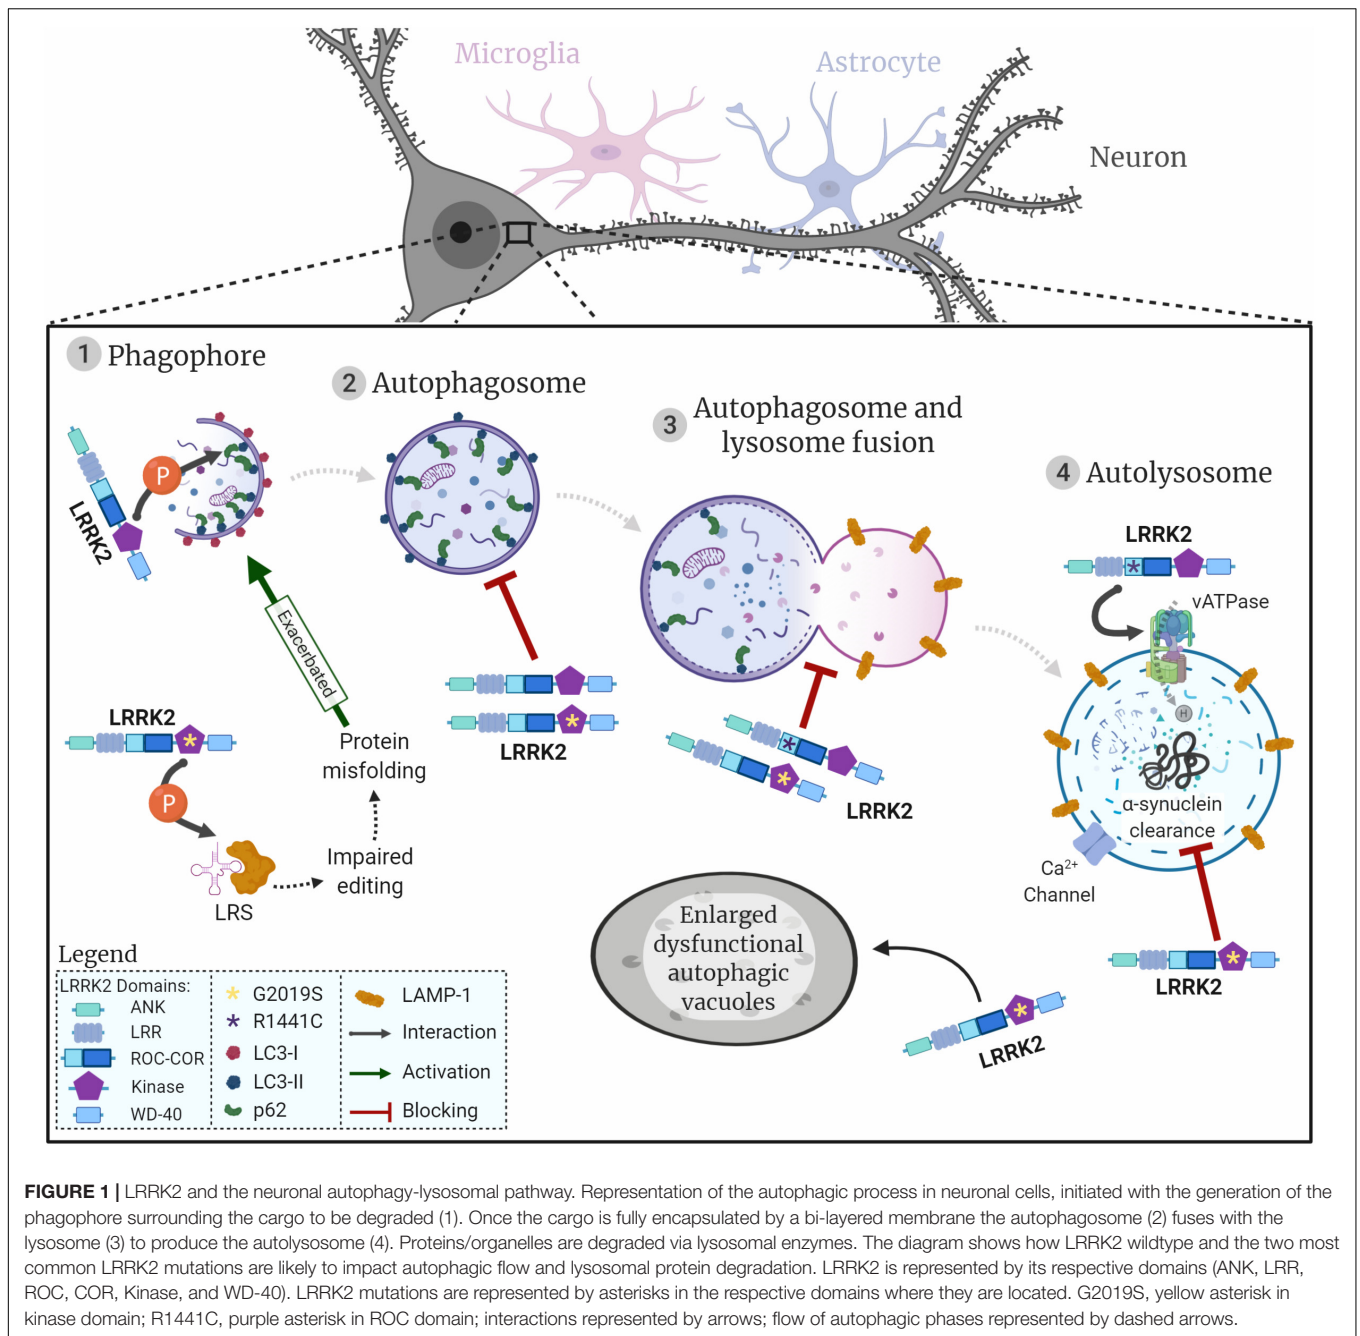 Microglia
Astrocyte
Neuron
1 Phagophore
2 Autophagosome
3 Autophagosome and
lysosome fusion
4 Autolysosome
LRRK2
P
Exacerbated
LRRK2
P
LRS
Impaired
editing
Protein
misfolding
LRRK2
LRRK2
LRRK2
vATPase
H
α-synuclein
clearance
Ca2+
Channel
LRRK2
Enlarged
dysfunctional
autophagic
vacuoles
LRRK2
Legend
LRRK2 Domains:
ANK
LRR
ROC-COR
Kinase
WD-40
G2019S
R1441C
LC3-I
LC3-II
p62
LAMP-1
Interaction
Activation
Blocking
FIGURE 1 | LRRK2 and the neuronal autophagy-lysosomal pathway. Representation of the autophagic process in neuronal cells, initiated with the generation of the
phagophore surrounding the cargo to be degraded (1). Once the cargo is fully encapsulated by a bi-layered membrane the autophagosome (2) fuses with the
lysosome (3) to produce the autolysosome (4). Proteins/organelles are degraded via lysosomal enzymes. The diagram shows how LRRK2 wildtype and the two most
common LRRK2 mutations are likely to impact autophagic flow and lysosomal protein degradation. LRRK2 is represented by its respective domains (ANK, LRR,
ROC, COR, Kinase, and WD-40). LRRK2 mutations are represented by asterisks in the respective domains where they are located. G2019S, yellow asterisk in
kinase domain; R1441C, purple asterisk in ROC domain; interactions represented by arrows; flow of autophagic phases represented by dashed arrows.